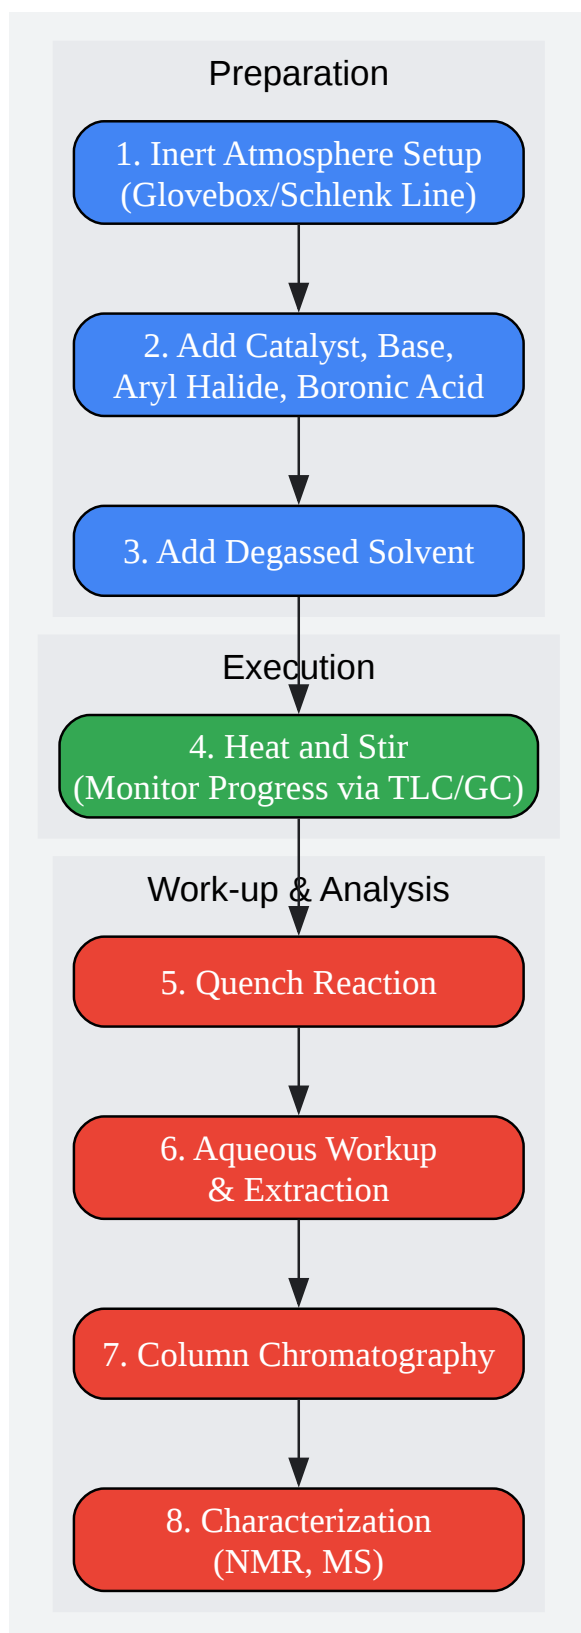 Preparation
1. Inert Atmosphere Setup
(Glovebox/Schlenk Line)
2. Add Catalyst, Base,
Aryl Halide, Boronic Acid
3. Add Degassed Solvent
Execution
4. Heat and Stir
(Monitor Progress via TLC/GC)
Work-up & Analysis
5. Quench Reaction
6. Aqueous Workup
& Extraction
7. Column Chromatography
8. Characterization
(NMR, MS)